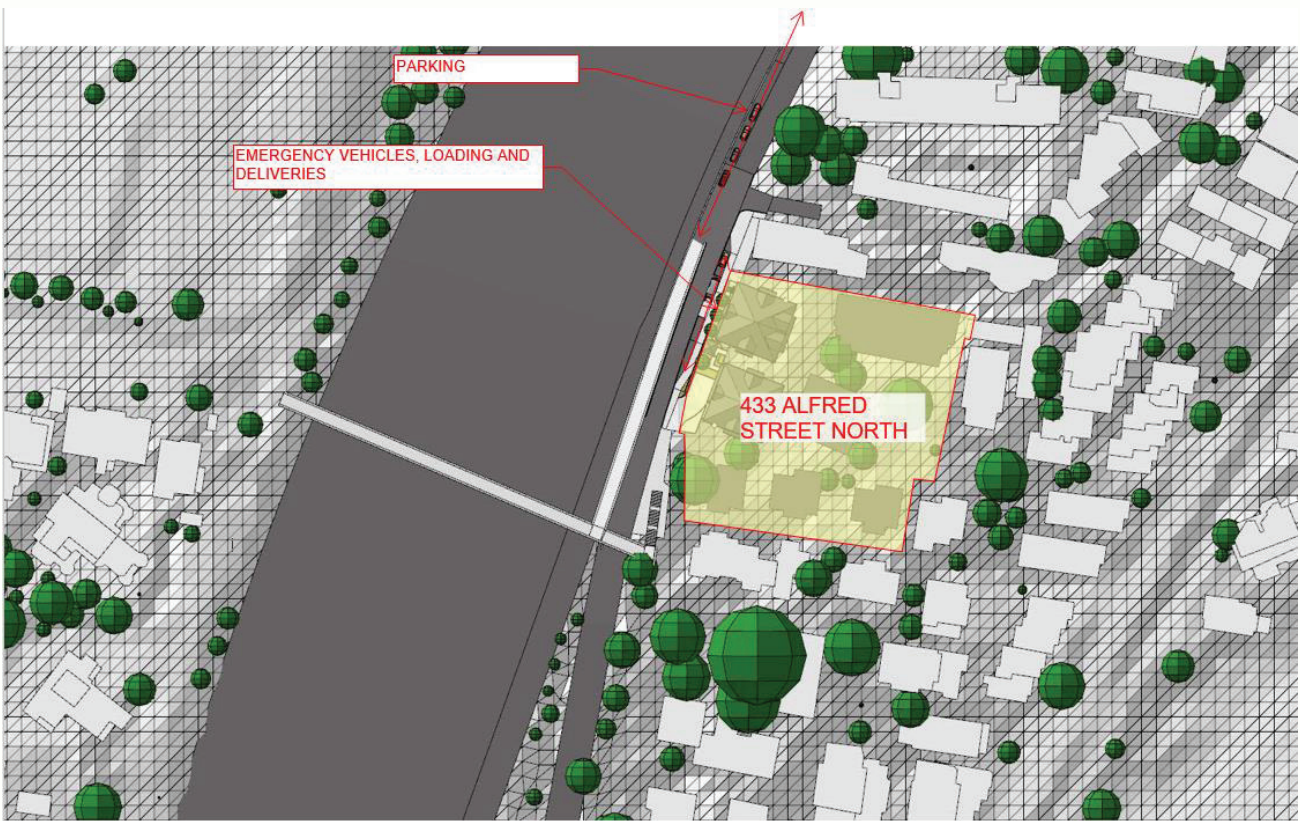 PARKING
EMERGENCY VEHICLES, LOADING AND
DELIVERIES
433 ALFRED
STREET NORTH